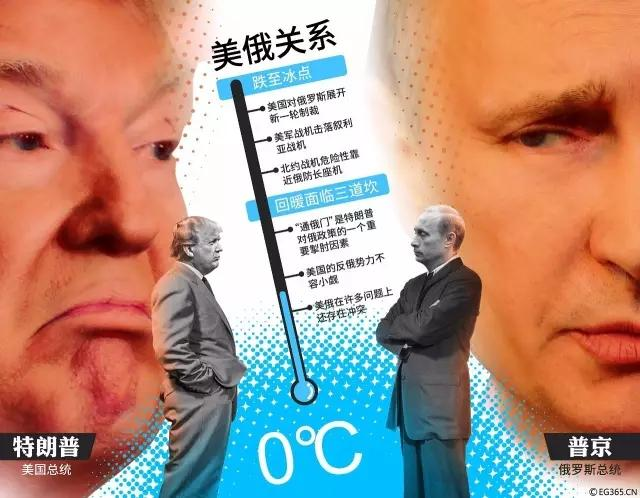 美俄关系
跌至冰点
美国对俄罗斯展开
新一轮制裁
美军战机击落叙利
亚战机
北约战机危险性靠
近俄防长座机
回暖面临三道坎
“通俄门”是特朗普
对俄政策的一个重
要掣肘因素
美国的反俄势力不
容小觑
美俄在许多问题上
还存在冲突
0℃
特朗普
美国总统
普京
俄罗斯总统
©EG365.CN